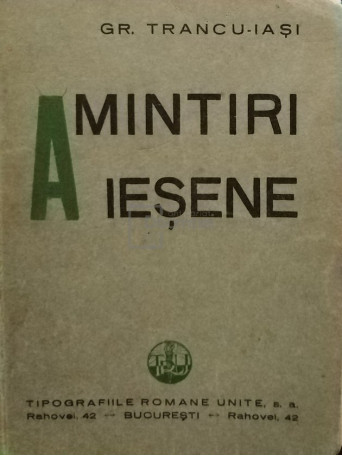 GR. TRANCU-IAȘI
AMINTIRI
IEȘENE
TIPOGRAFIILE ROMANE UNITE, s. a.
Rahovei, 42 — BUCUREȘTI — Rahovei, 42